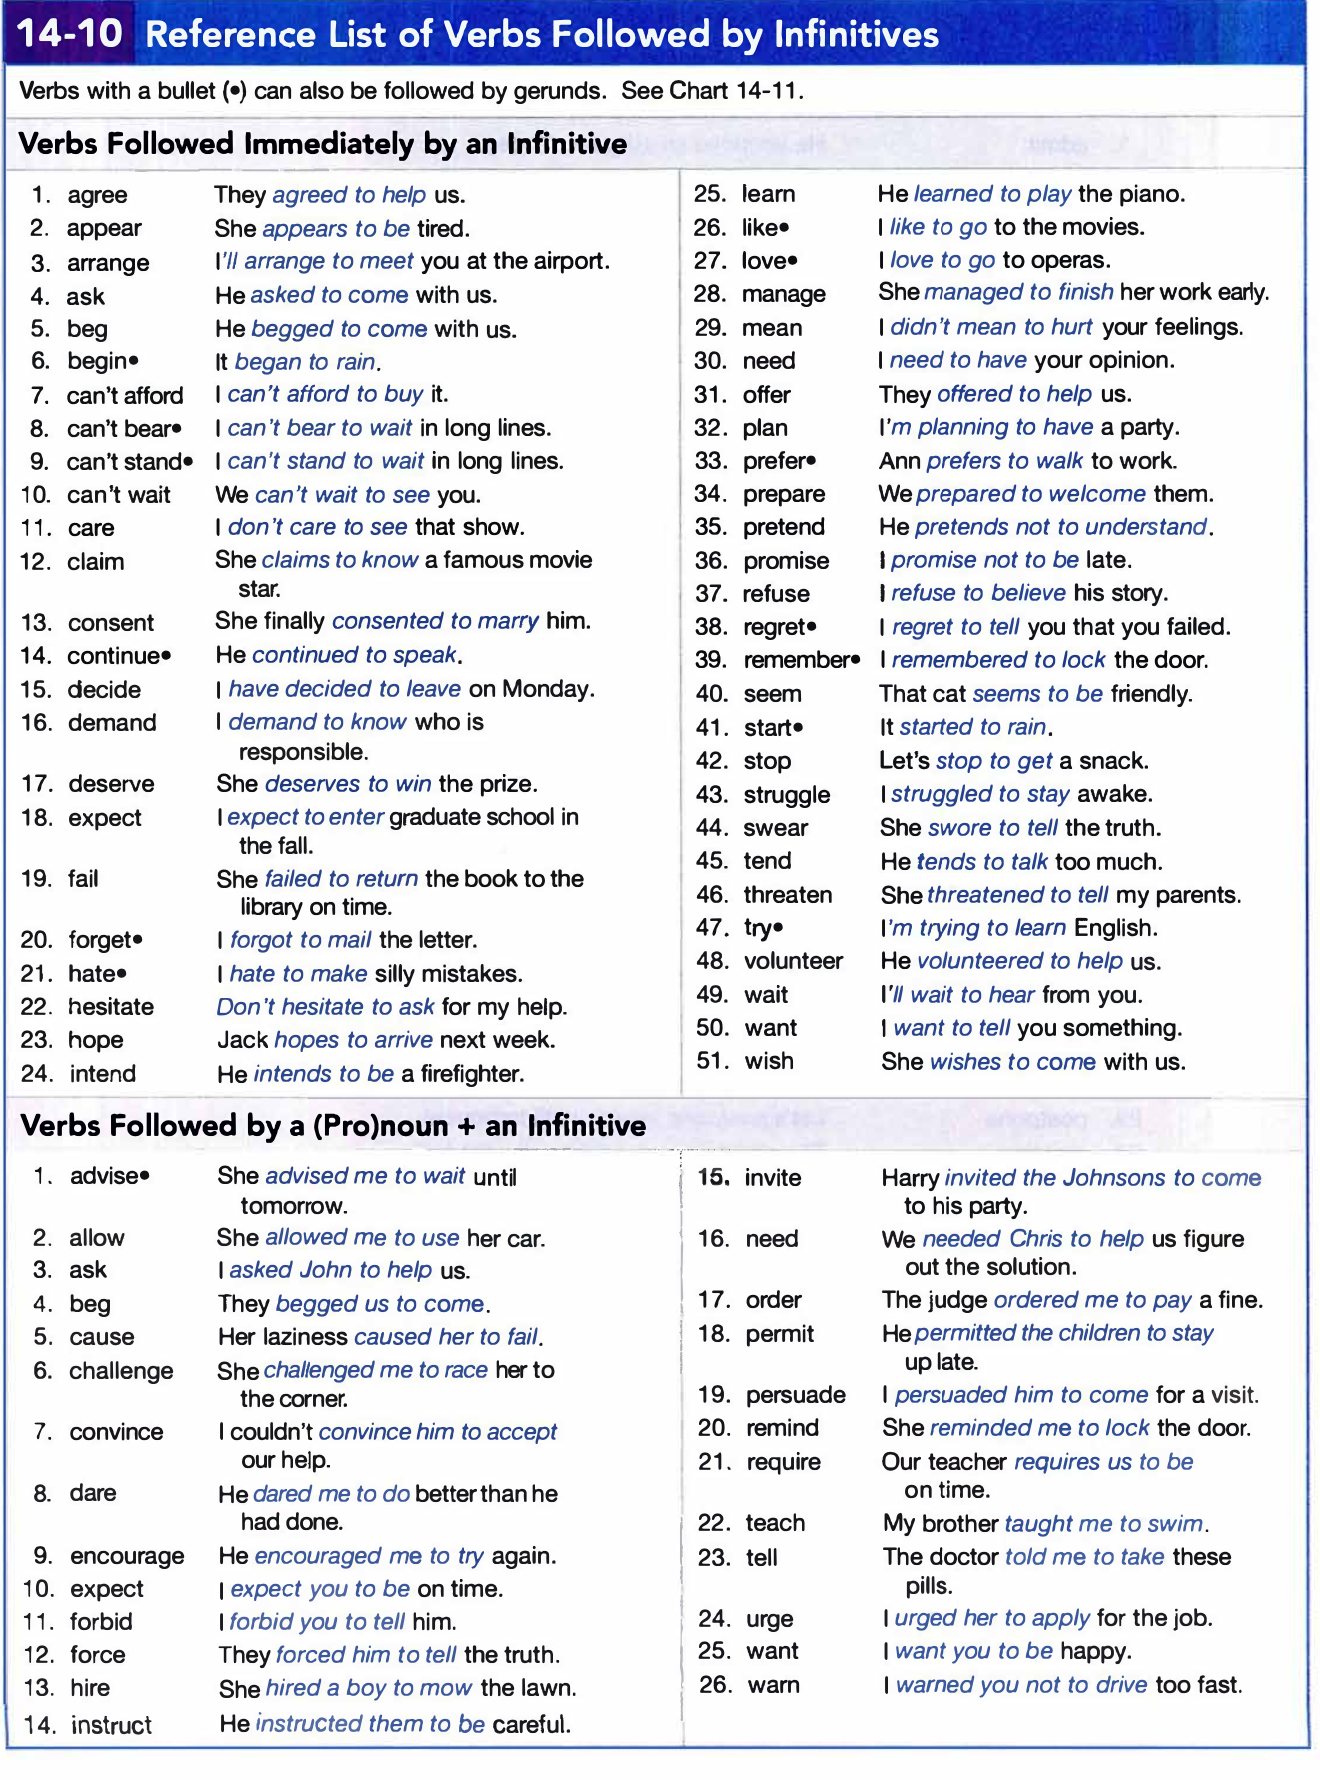 14-10 Reference List of Verbs Followed by Infinitives
Verbs with a bullet (•) can also be followed by gerunds. See Chart 14-11.
Verbs Followed Immediately by an Infinitive
1. agree They agreed to help us.
2. appear She appears to be tired.
3. arrange I'll arrange to meet you at the airport.
4. ask He asked to come with us.
5. beg He begged to come with us.
6. begin• It began to rain.
7. can't afford I can't afford to buy it.
8. can't bear• I can't bear to wait in long lines.
9. can't stand• I can't stand to wait in long lines.
10. can't wait We can't wait to see you.
11. care I don't care to see that show.
12. claim She claims to know a famous movie
star.
13. consent She finally consented to marry him.
14. continue• He continued to speak.
15. decide I have decided to leave on Monday.
16. demand I demand to know who is
responsible.
17. deserve She deserves to win the prize.
18. expect I expect to enter graduate school in
the fall.
19. fail She failed to return the book to the
library on time.
20. forget• I forgot to mail the letter.
21. hate• I hate to make silly mistakes.
22. hesitate Don't hesitate to ask for my help.
23. hope Jack hopes to arrive next week.
24. intend He intends to be a firefighter.
25. learn He learned to play the piano.
26. like• I like to go to the movies.
27. love• I love to go to operas.
28. manage She managed to finish her work early.
29. mean I didn't mean to hurt your feelings.
30. need I need to have your opinion.
31. offer They offered to help us.
32. plan I'm planning to have a party.
33. prefer• Ann prefers to walk to work.
34. prepare We prepared to welcome them.
35. pretend He pretends not to understand.
36. promise I promise not to be late.
37. refuse I refuse to believe his story.
38. regret• I regret to tell you that you failed.
39. remember• I remembered to lock the door.
40. seem That cat seems to be friendly.
41. start• It started to rain.
42. stop Let's stop to get a snack.
43. struggle I struggled to stay awake.
44. swear She swore to tell the truth.
45. tend He tends to talk too much.
46. threaten She threatened to tell my parents.
47. try• I'm trying to learn English.
48. volunteer He volunteered to help us.
49. wait I'll wait to hear from you.
50. want I want to tell you something.
51. wish She wishes to come with us.
Verbs Followed by a (Pro)noun + an Infinitive
1. advise• She advised me to wait until
tomorrow.
2. allow She allowed me to use her car.
3. ask I asked John to help us.
4. beg They begged us to come.
5. cause Her laziness caused her to fail.
6. challenge She challenged me to race her to
the corner.
7. convince I couldn't convince him to accept
our help.
8. dare He dared me to do better than he
had done.
9. encourage He encouraged me to try again.
10. expect I expect you to be on time.
11. forbid I forbid you to tell him.
12. force They forced him to tell the truth.
13. hire She hired a boy to mow the lawn.
14. instruct He instructed them to be careful.
15. invite Harry invited the Johnsons to come
to his party.
16. need We needed Chris to help us figure
out the solution.
17. order The judge ordered me to pay a fine.
18. permit He permitted the children to stay
up late.
19. persuade I persuaded him to come for a visit.
20. remind She reminded me to lock the door.
21. require Our teacher requires us to be
on time.
22. teach My brother taught me to swim.
23. tell The doctor told me to take these
pills.
24. urge I urged her to apply for the job.
25. want I want you to be happy.
26. warn I warned you not to drive too fast.